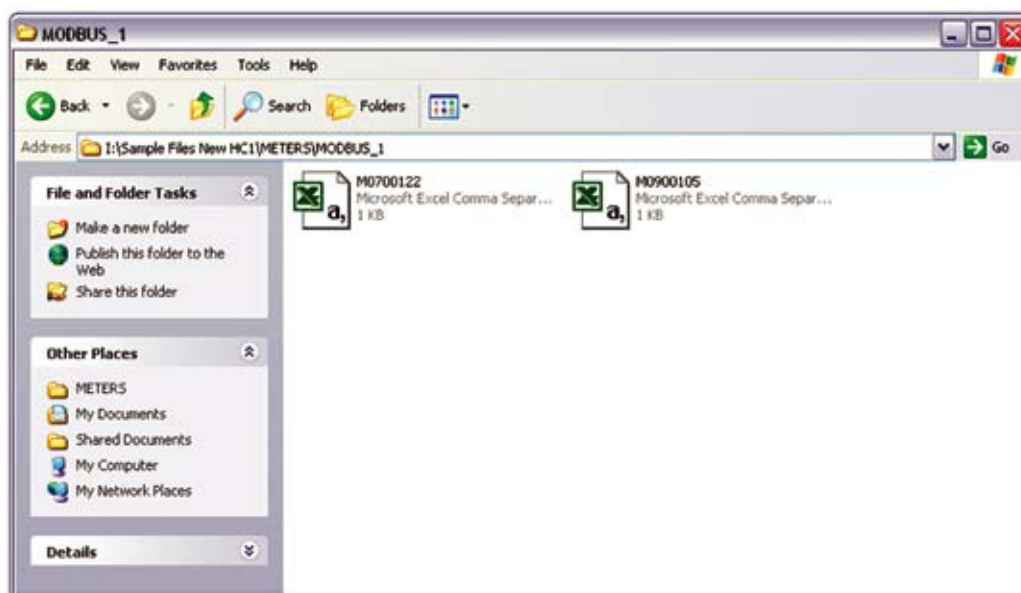 MODBUS_1
File Edit View Favorites Tools Help
Back Search Folders
Address I:\Sample Files New HC1\METERS\MODBUS_1 Go
File and Folder Tasks
Make a new folder
Publish this folder to the
Web
Share this folder
Other Places
METERS
My Documents
Shared Documents
My Computer
My Network Places
Details
M0700122
Microsoft Excel Comma Separ...
1 KB
a,
M0900105
Microsoft Excel Comma Separ...
1 KB
a,